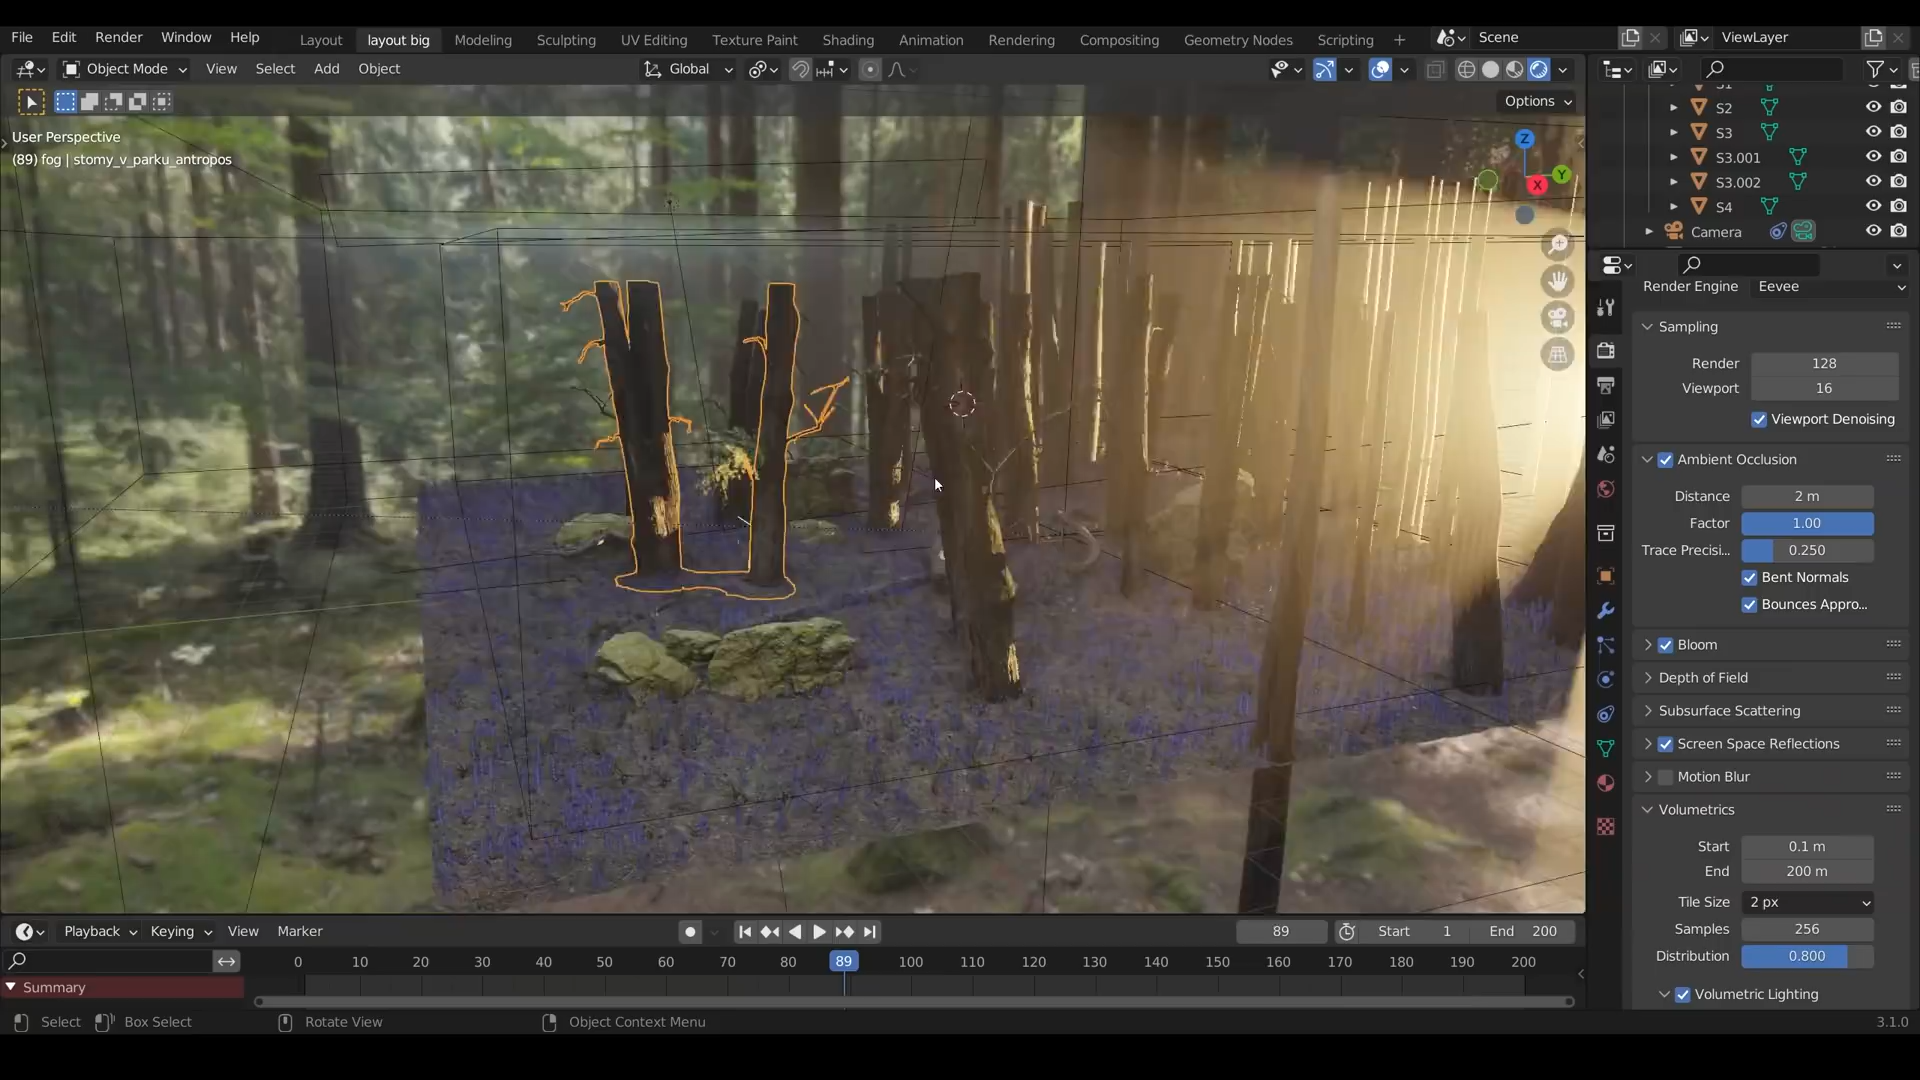 File Edit Render Window Help Layout layout big Modeling Sculpting UV Editing Texture Paint Shading Animation Rendering Compositing Geometry Nodes Scripting + Scene ViewLayer
Object Mode View Select Add Object Global
Options
User Perspective
(89) fog | stomy_v_parku_antropos
Z
Y
X
S1
S2
S3
S3.001
S3.002
S4
Camera
Render Engine Eevee
Sampling
Render 128
Viewport 16
Viewport Denoising
Ambient Occlusion
Distance 2 m
Factor 1.00
Trace Precisi... 0.250
Bent Normals
Bounces Appro...
Bloom
Depth of Field
Subsurface Scattering
Screen Space Reflections
Motion Blur
Volumetrics
Start 0.1 m
End 200 m
Tile Size 2 px
Samples 256
Distribution 0.800
Volumetric Lighting
Playback Keying View Marker 89 Start 1 End 200
0 10 20 30 40 50 60 70 80 89 100 110 120 130 140 150 160 170 180 190 200
Summary
Select Box Select Rotate View Object Context Menu 3.1.0